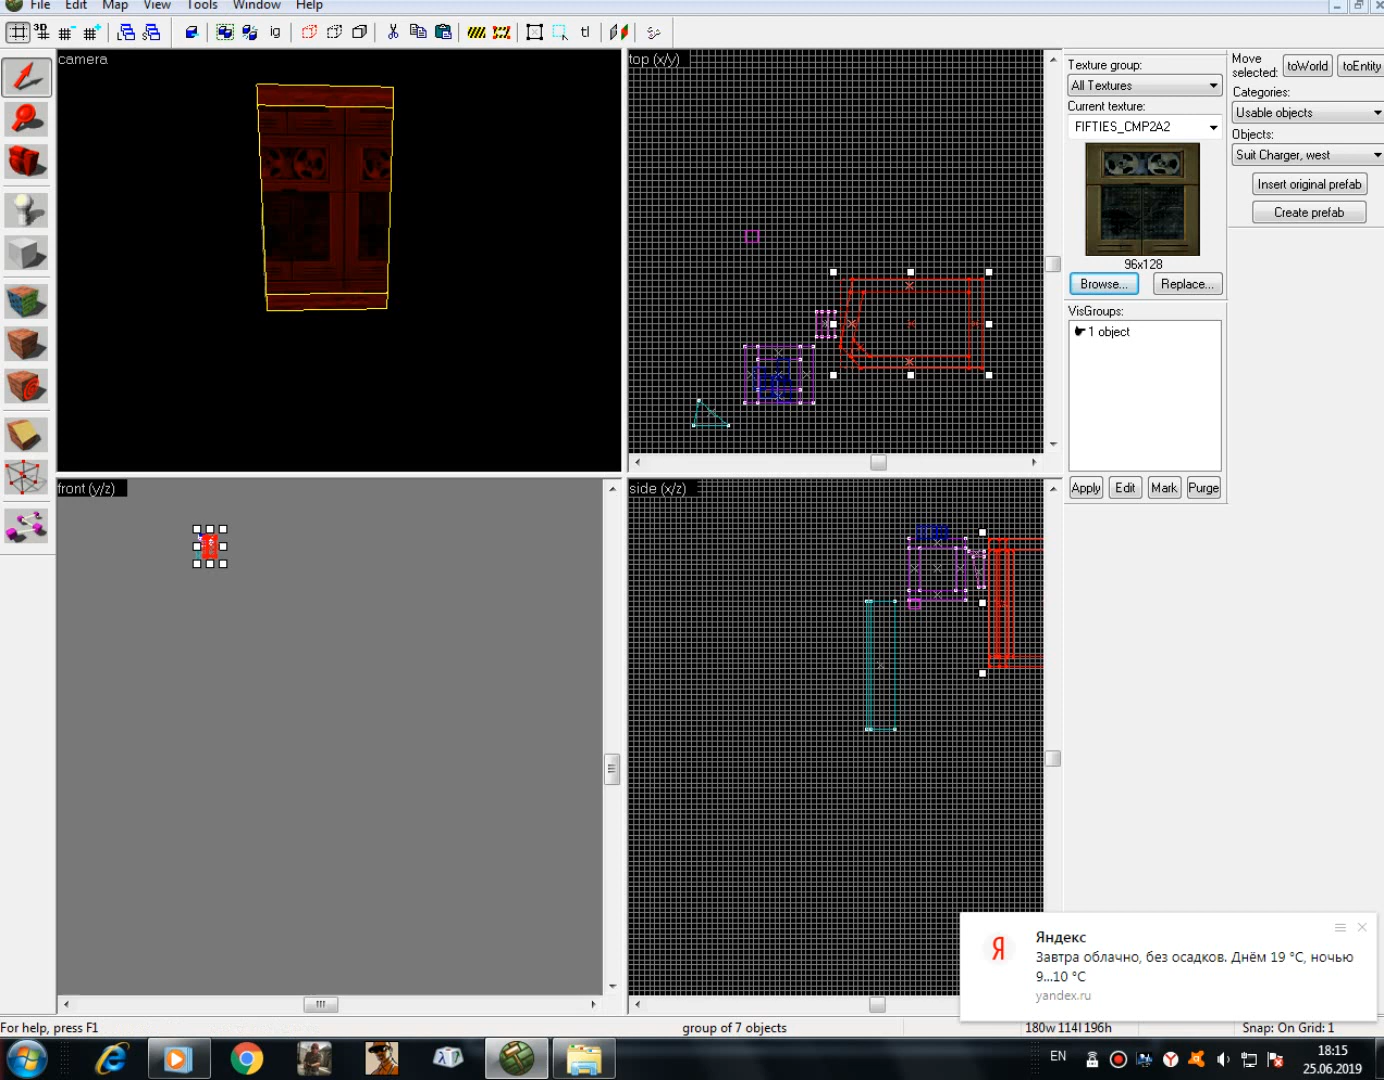 File Edit Map View Tools Window Help
3D
ig
tl
camera
top (x/y)
front (y/z)
side (x/z)
Texture group:
All Textures
Current texture:
FIFTIES_CMP2A2
96x128
Browse...
Replace...
VisGroups:
1 object
Apply Edit Mark Purge
Move
selected:
toWorld
toEntity
Categories:
Usable objects
Objects:
Suit Charger, west
Insert original prefab
Create prefab
Яндекс
Завтра облачно, без осадков. Днём 19 °C, ночью
9...10 °C
yandex.ru
For help, press F1
group of 7 objects
180w 114l 196h
Snap: On Grid: 1
EN
18:15
25.06.2019